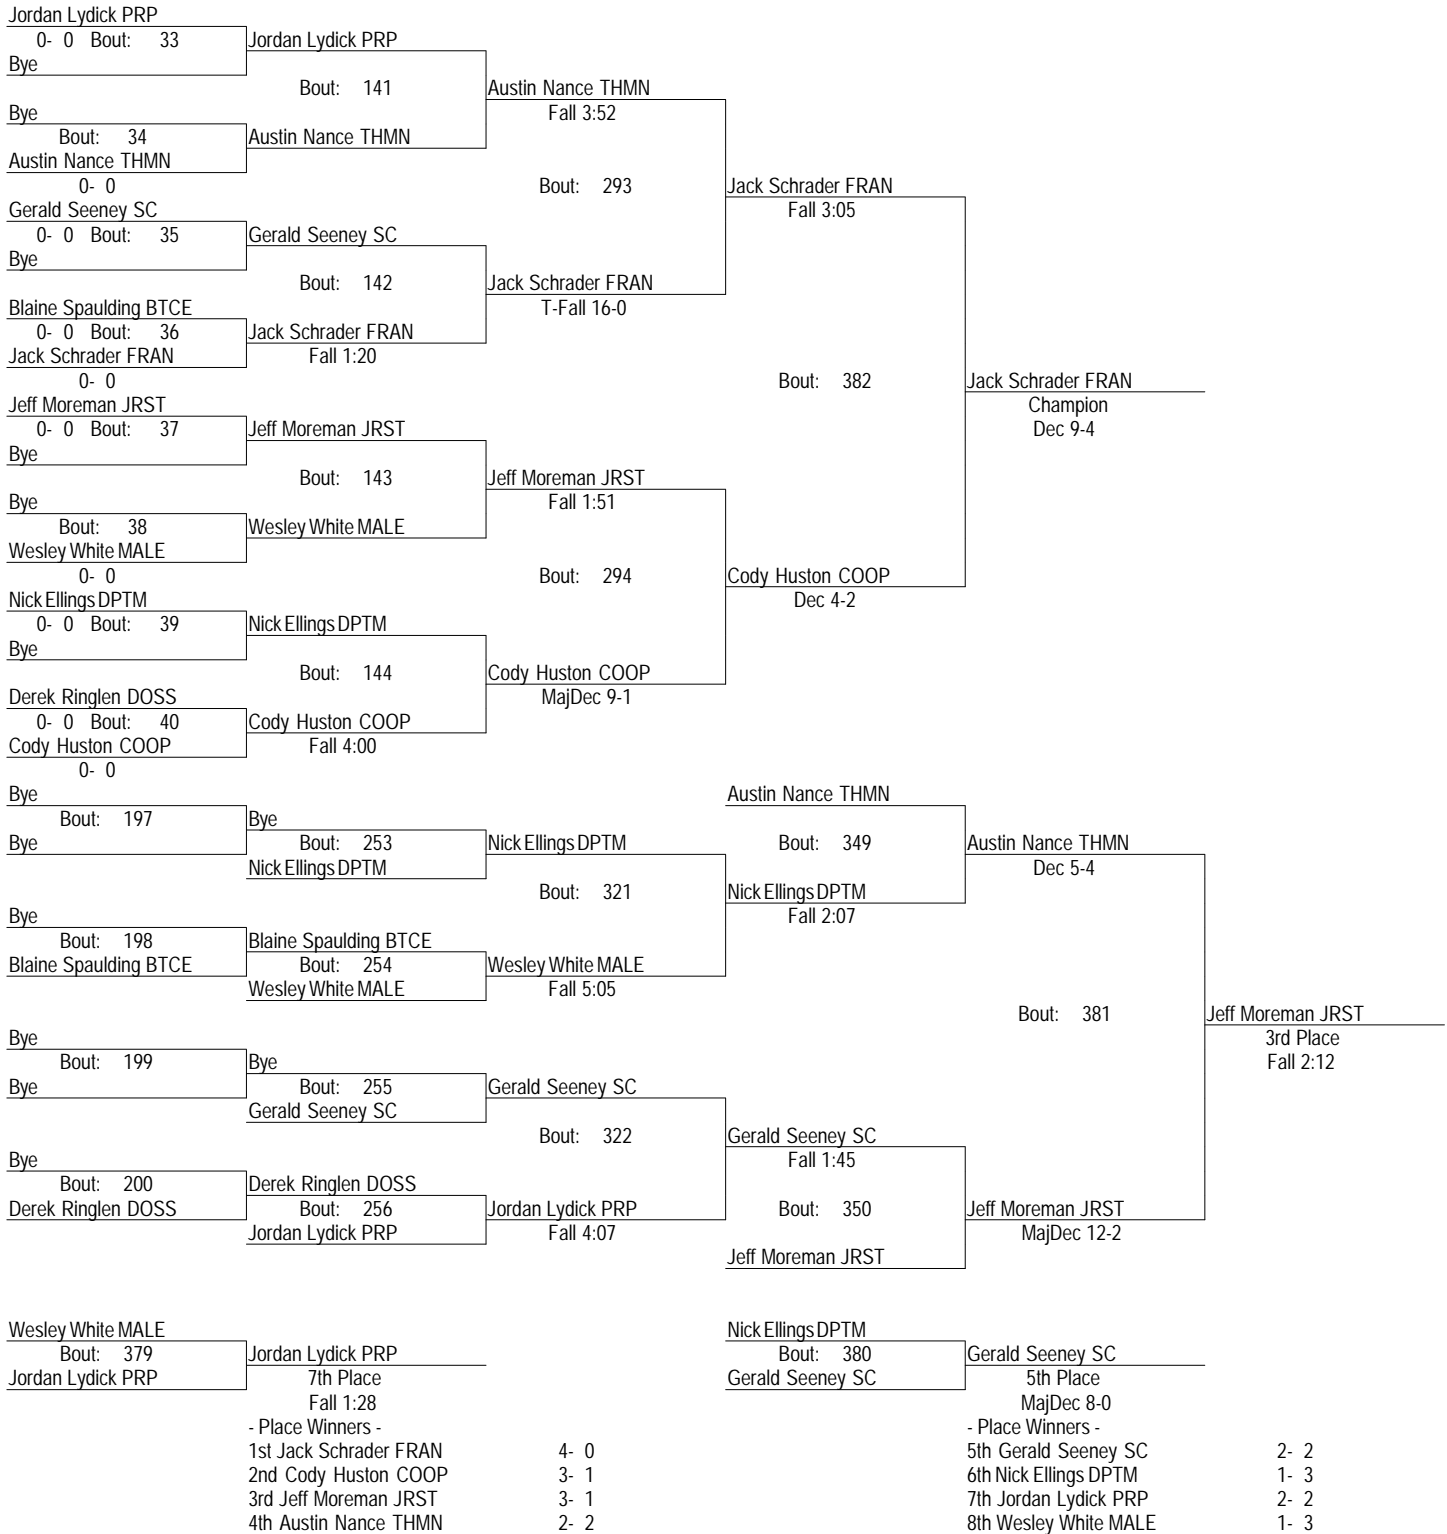 Jordan Lydick PRP
0- 0 Bout: 33 Jordan Lydick PRP
Bye
Bout: 141 Austin Nance THMN
Bye Fall 3:52
Bout: 34 Austin Nance THMN
Austin Nance THMN
0- 0 Bout: 293 Jack Schrader FRAN
Gerald Seeney SC Fall 3:05
0- 0 Bout: 35 Gerald Seeney SC
Bye
Bout: 142 Jack Schrader FRAN
Blaine Spaulding BTCE T-Fall 16-0
0- 0 Bout: 36 Jack Schrader FRAN
Jack Schrader FRAN Fall 1:20
0- 0 Bout: 382 Jack Schrader FRAN
Jeff Moreman JRST Champion
0- 0 Bout: 37 Jeff Moreman JRST Dec 9-4
Bye
Bout: 143 Jeff Moreman JRST
Bye Fall 1:51
Bout: 38 Wesley White MALE
Wesley White MALE
0- 0 Bout: 294 Cody Huston COOP
Nick Ellings DPTM Dec 4-2
0- 0 Bout: 39 Nick Ellings DPTM
Bye
Bout: 144 Cody Huston COOP
Derek Ringlen DOSS MajDec 9-1
0- 0 Bout: 40 Cody Huston COOP
Cody Huston COOP Fall 4:00
0- 0
Bye Austin Nance THMN
Bout: 197 Bye
Bye Bout: 253 Nick Ellings DPTM Bout: 349 Austin Nance THMN
Nick Ellings DPTM Dec 5-4
Bout: 321 Nick Ellings DPTM
Bye Fall 2:07
Bout: 198 Blaine Spaulding BTCE
Blaine Spaulding BTCE Bout: 254 Wesley White MALE
Wesley White MALE Fall 5:05
Bout: 381 Jeff Moreman JRST
Bye 3rd Place
Bout: 199 Bye Fall 2:12
Bye Bout: 255 Gerald Seeney SC
Gerald Seeney SC
Bout: 322 Gerald Seeney SC
Bye Fall 1:45
Bout: 200 Derek Ringlen DOSS
Derek Ringlen DOSS Bout: 256 Jordan Lydick PRP Bout: 350 Jeff Moreman JRST
Jordan Lydick PRP Fall 4:07 MajDec 12-2
Jeff Moreman JRST
Wesley White MALE Nick Ellings DPTM
Bout: 379 Jordan Lydick PRP Bout: 380 Gerald Seeney SC
Jordan Lydick PRP 7th Place Gerald Seeney SC 5th Place
Fall 1:28 MajDec 8-0
- Place Winners - - Place Winners -
1st Jack Schrader FRAN 4- 0 5th Gerald Seeney SC 2- 2
2nd Cody Huston COOP 3- 1 6th Nick Ellings DPTM 1- 3
3rd Jeff Moreman JRST 3- 1 7th Jordan Lydick PRP 2- 2
4th Austin Nance THMN 2- 2 8th Wesley White MALE 1- 3